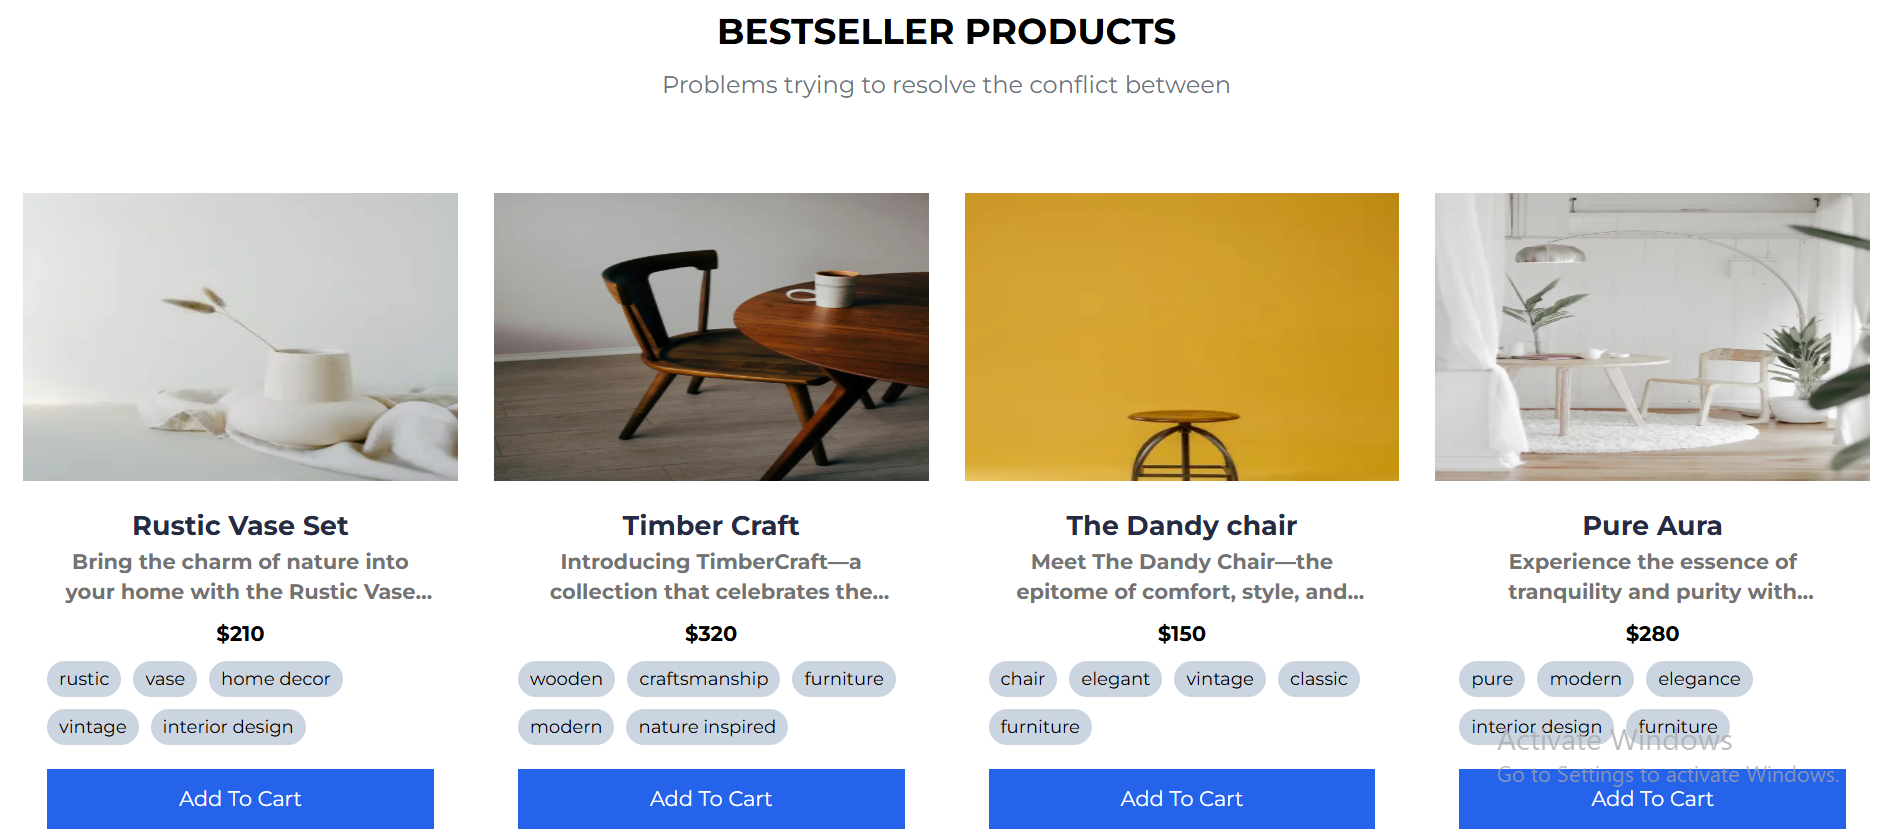 BESTSELLER PRODUCTS
Problems trying to resolve the conflict between
Rustic Vase Set
Bring the charm of nature into
your home with the Rustic Vase...
$210
rustic vase home decor
vintage interior design
Add To Cart
Timber Craft
Introducing TimberCraft—a
collection that celebrates the...
$320
wooden craftsmanship furniture
modern nature inspired
Add To Cart
The Dandy chair
Meet The Dandy Chair—the
epitome of comfort, style, and...
$150
chair elegant vintage classic
furniture
Add To Cart
Pure Aura
Experience the essence of
tranquility and purity with...
$280
pure modern elegance
interior design furniture
Add To Cart
Activate Windows
Go to Settings to activate Windows.